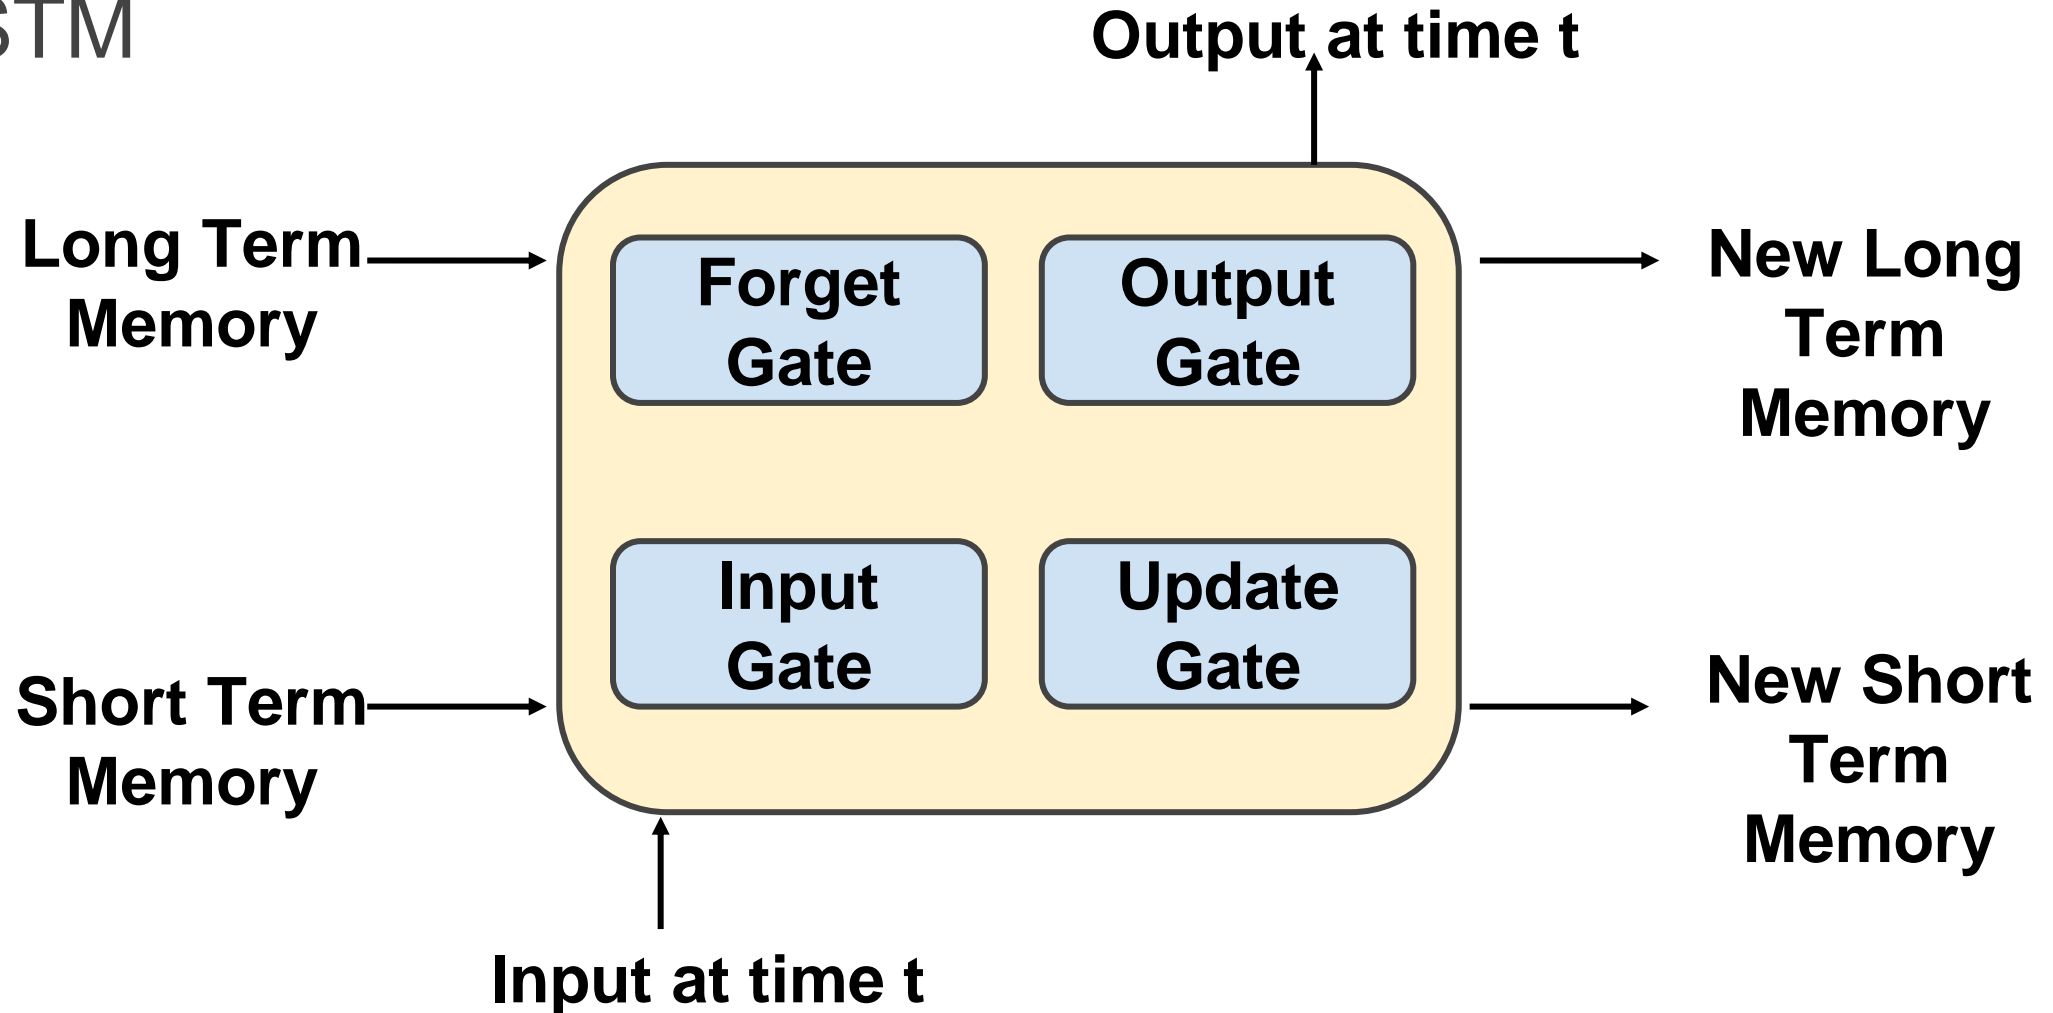 STM
Output at time t
Long Term
Memory
Forget
Gate
Output
Gate
New Long
Term
Memory
Input
Gate
Update
Gate
Short Term
Memory
New Short
Term
Memory
Input at time t